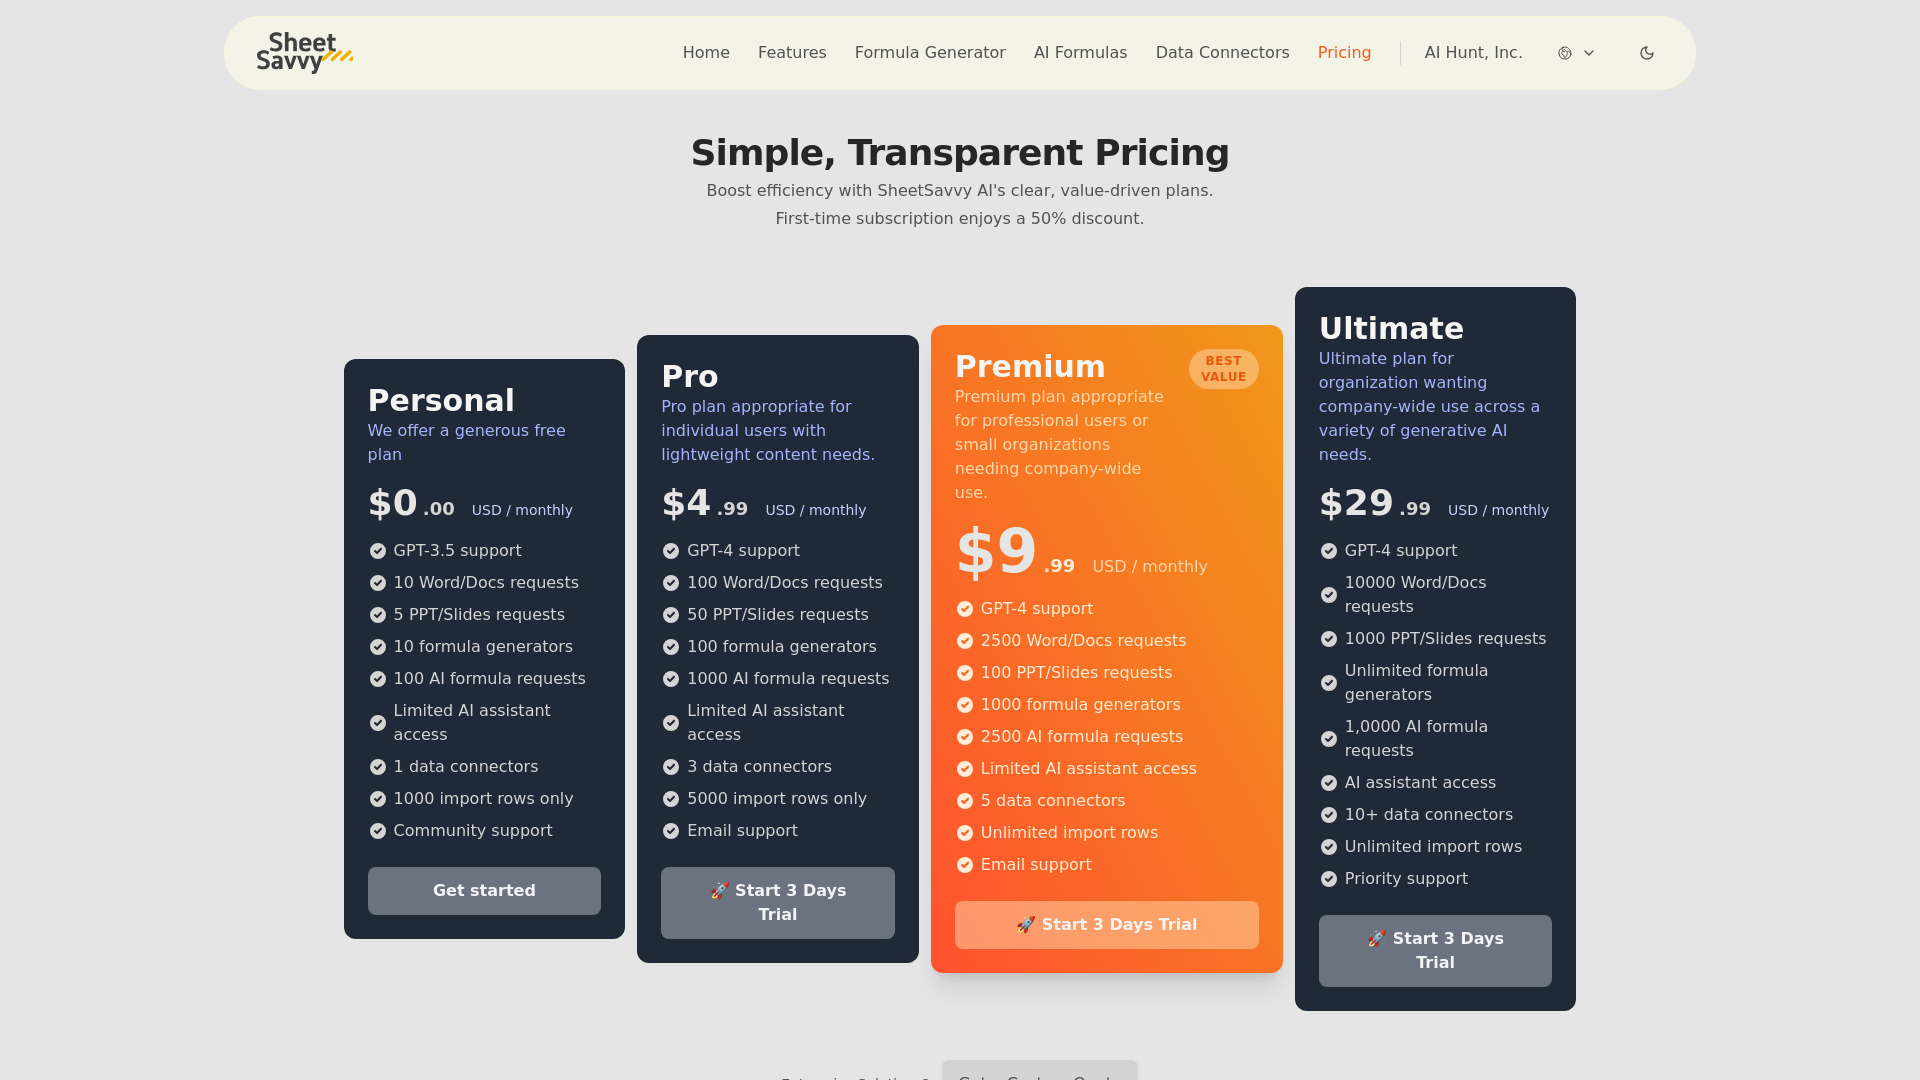 Sheet
Savvy
Home
Features
Formula Generator
AI Formulas
Data Connectors
Pricing
AI Hunt, Inc.
Simple, Transparent Pricing
Boost efficiency with SheetSavvy AI's clear, value-driven plans.
First-time subscription enjoys a 50% discount.
Personal
We offer a generous free
plan
$0 .00 USD / monthly
GPT-3.5 support
10 Word/Docs requests
5 PPT/Slides requests
10 formula generators
100 AI formula requests
Limited AI assistant
access
1 data connectors
1000 import rows only
Community support
Get started
Pro
Pro plan appropriate for
individual users with
lightweight content needs.
$4 .99 USD / monthly
GPT-4 support
100 Word/Docs requests
50 PPT/Slides requests
100 formula generators
1000 AI formula requests
Limited AI assistant
access
3 data connectors
5000 import rows only
Email support
🚀 Start 3 Days
Trial
Premium
BEST
VALUE
Premium plan appropriate
for professional users or
small organizations
needing company-wide
use.
$9 .99 USD / monthly
GPT-4 support
2500 Word/Docs requests
100 PPT/Slides requests
1000 formula generators
2500 AI formula requests
Limited AI assistant access
5 data connectors
Unlimited import rows
Email support
🚀 Start 3 Days Trial
Ultimate
Ultimate plan for
organization wanting
company-wide use across a
variety of generative AI
needs.
$29 .99 USD / monthly
GPT-4 support
10000 Word/Docs
requests
1000 PPT/Slides requests
Unlimited formula
generators
1,0000 AI formula
requests
AI assistant access
10+ data connectors
Unlimited import rows
Priority support
🚀 Start 3 Days
Trial